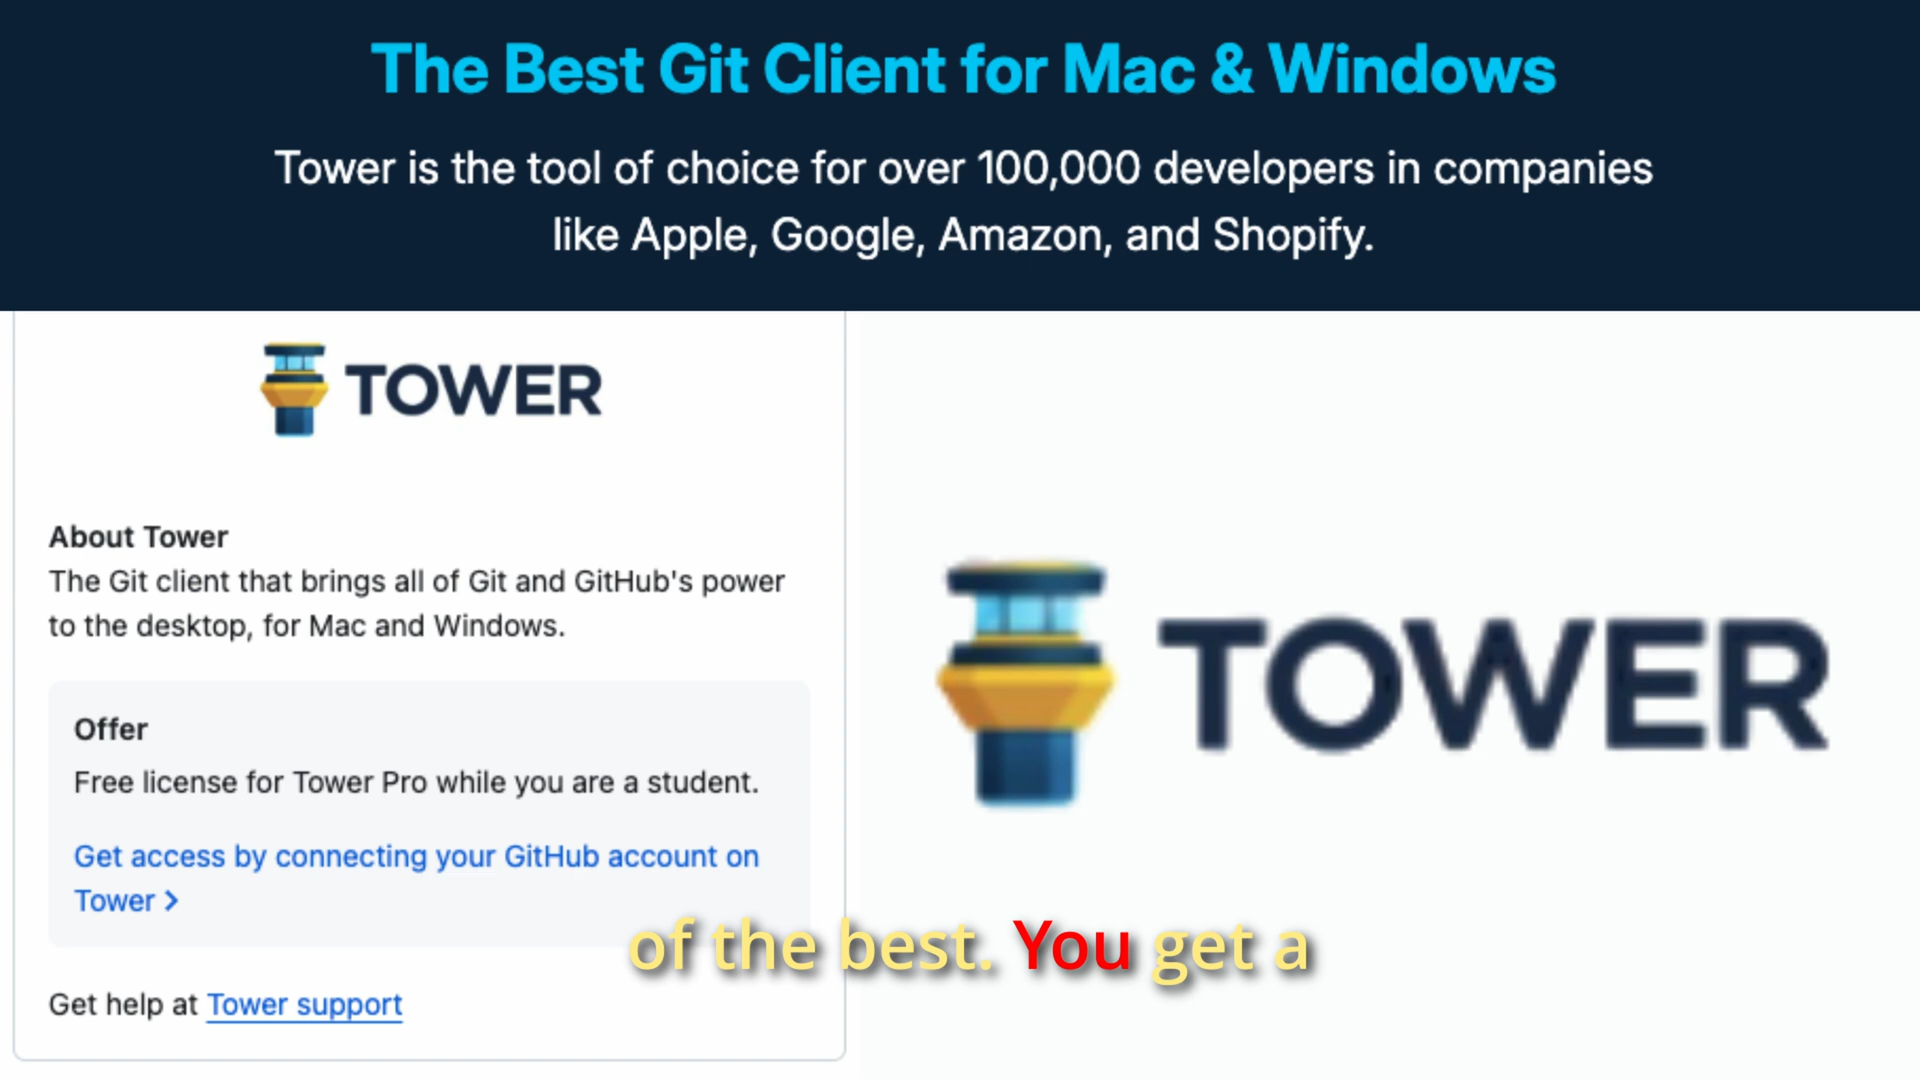 The Best Git Client for Mac & Windows
Tower is the tool of choice for over 100,000 developers in companies
like Apple, Google, Amazon, and Shopify.
TOWER
About Tower
The Git client that brings all of Git and GitHub's power
to the desktop, for Mac and Windows.
Offer
Free license for Tower Pro while you are a student.
Get access by connecting your GitHub account on
Tower >
Get help at Tower support
TOWER
of the best. You get a